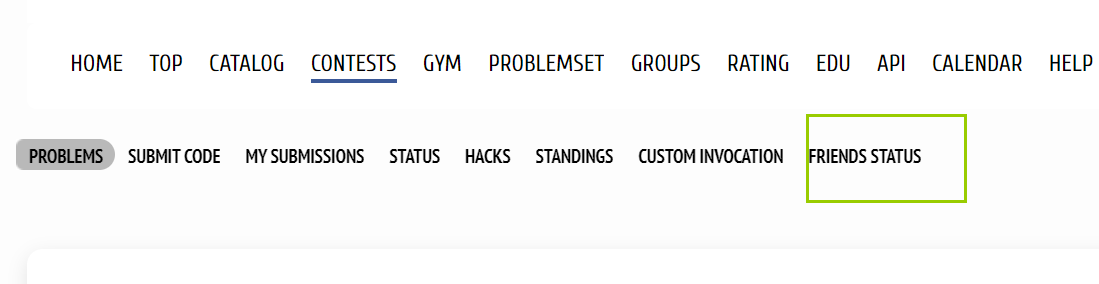 HOME TOP CATALOG CONTESTS GYM PROBLEMSET GROUPS RATING EDU API CALENDAR HELP
PROBLEMS SUBMIT CODE MY SUBMISSIONS STATUS HACKS STANDINGS CUSTOM INVOCATION FRIENDS STATUS